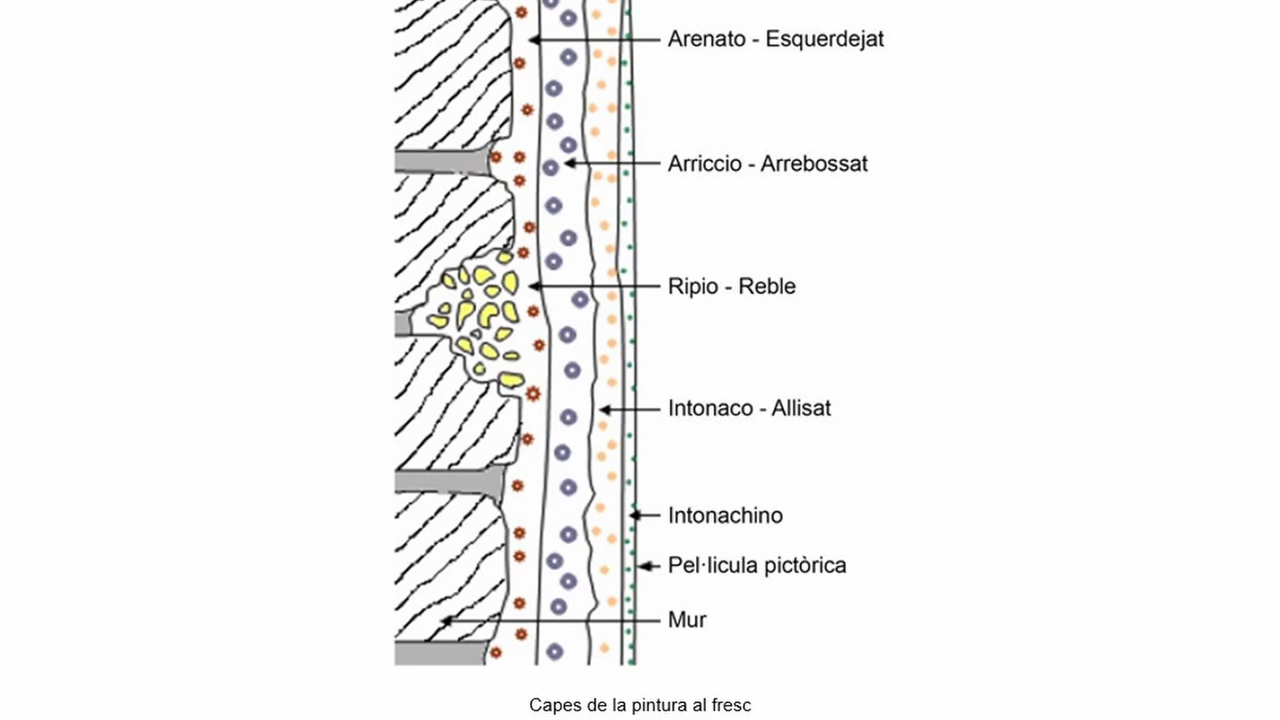 Arenato - Esquerdejat
Arriccio - Arrebossat
Ripio - Reble
Intonaco - Allisat
Intonachino
Pel·licula pictòrica
Mur
Capes de la pintura al fresc